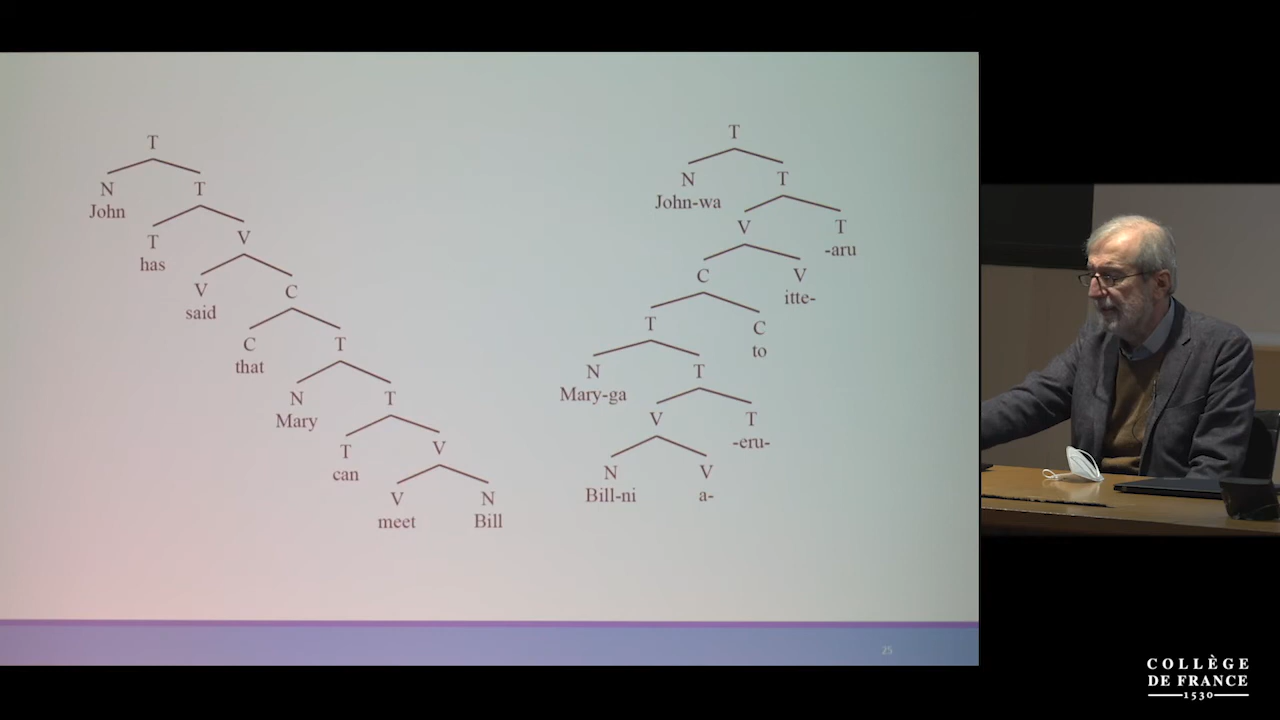 T
N T
John
T V
has
V C
said
C T
that
N T
Mary
T V
can
V N
meet Bill
T
N T
John-wa
V T
-aru
C V
itte-
T C
to
N T
Mary-ga
V T
-eru-
N V
Bill-ni a-
25
COLLÈGE
DE FRANCE
1530